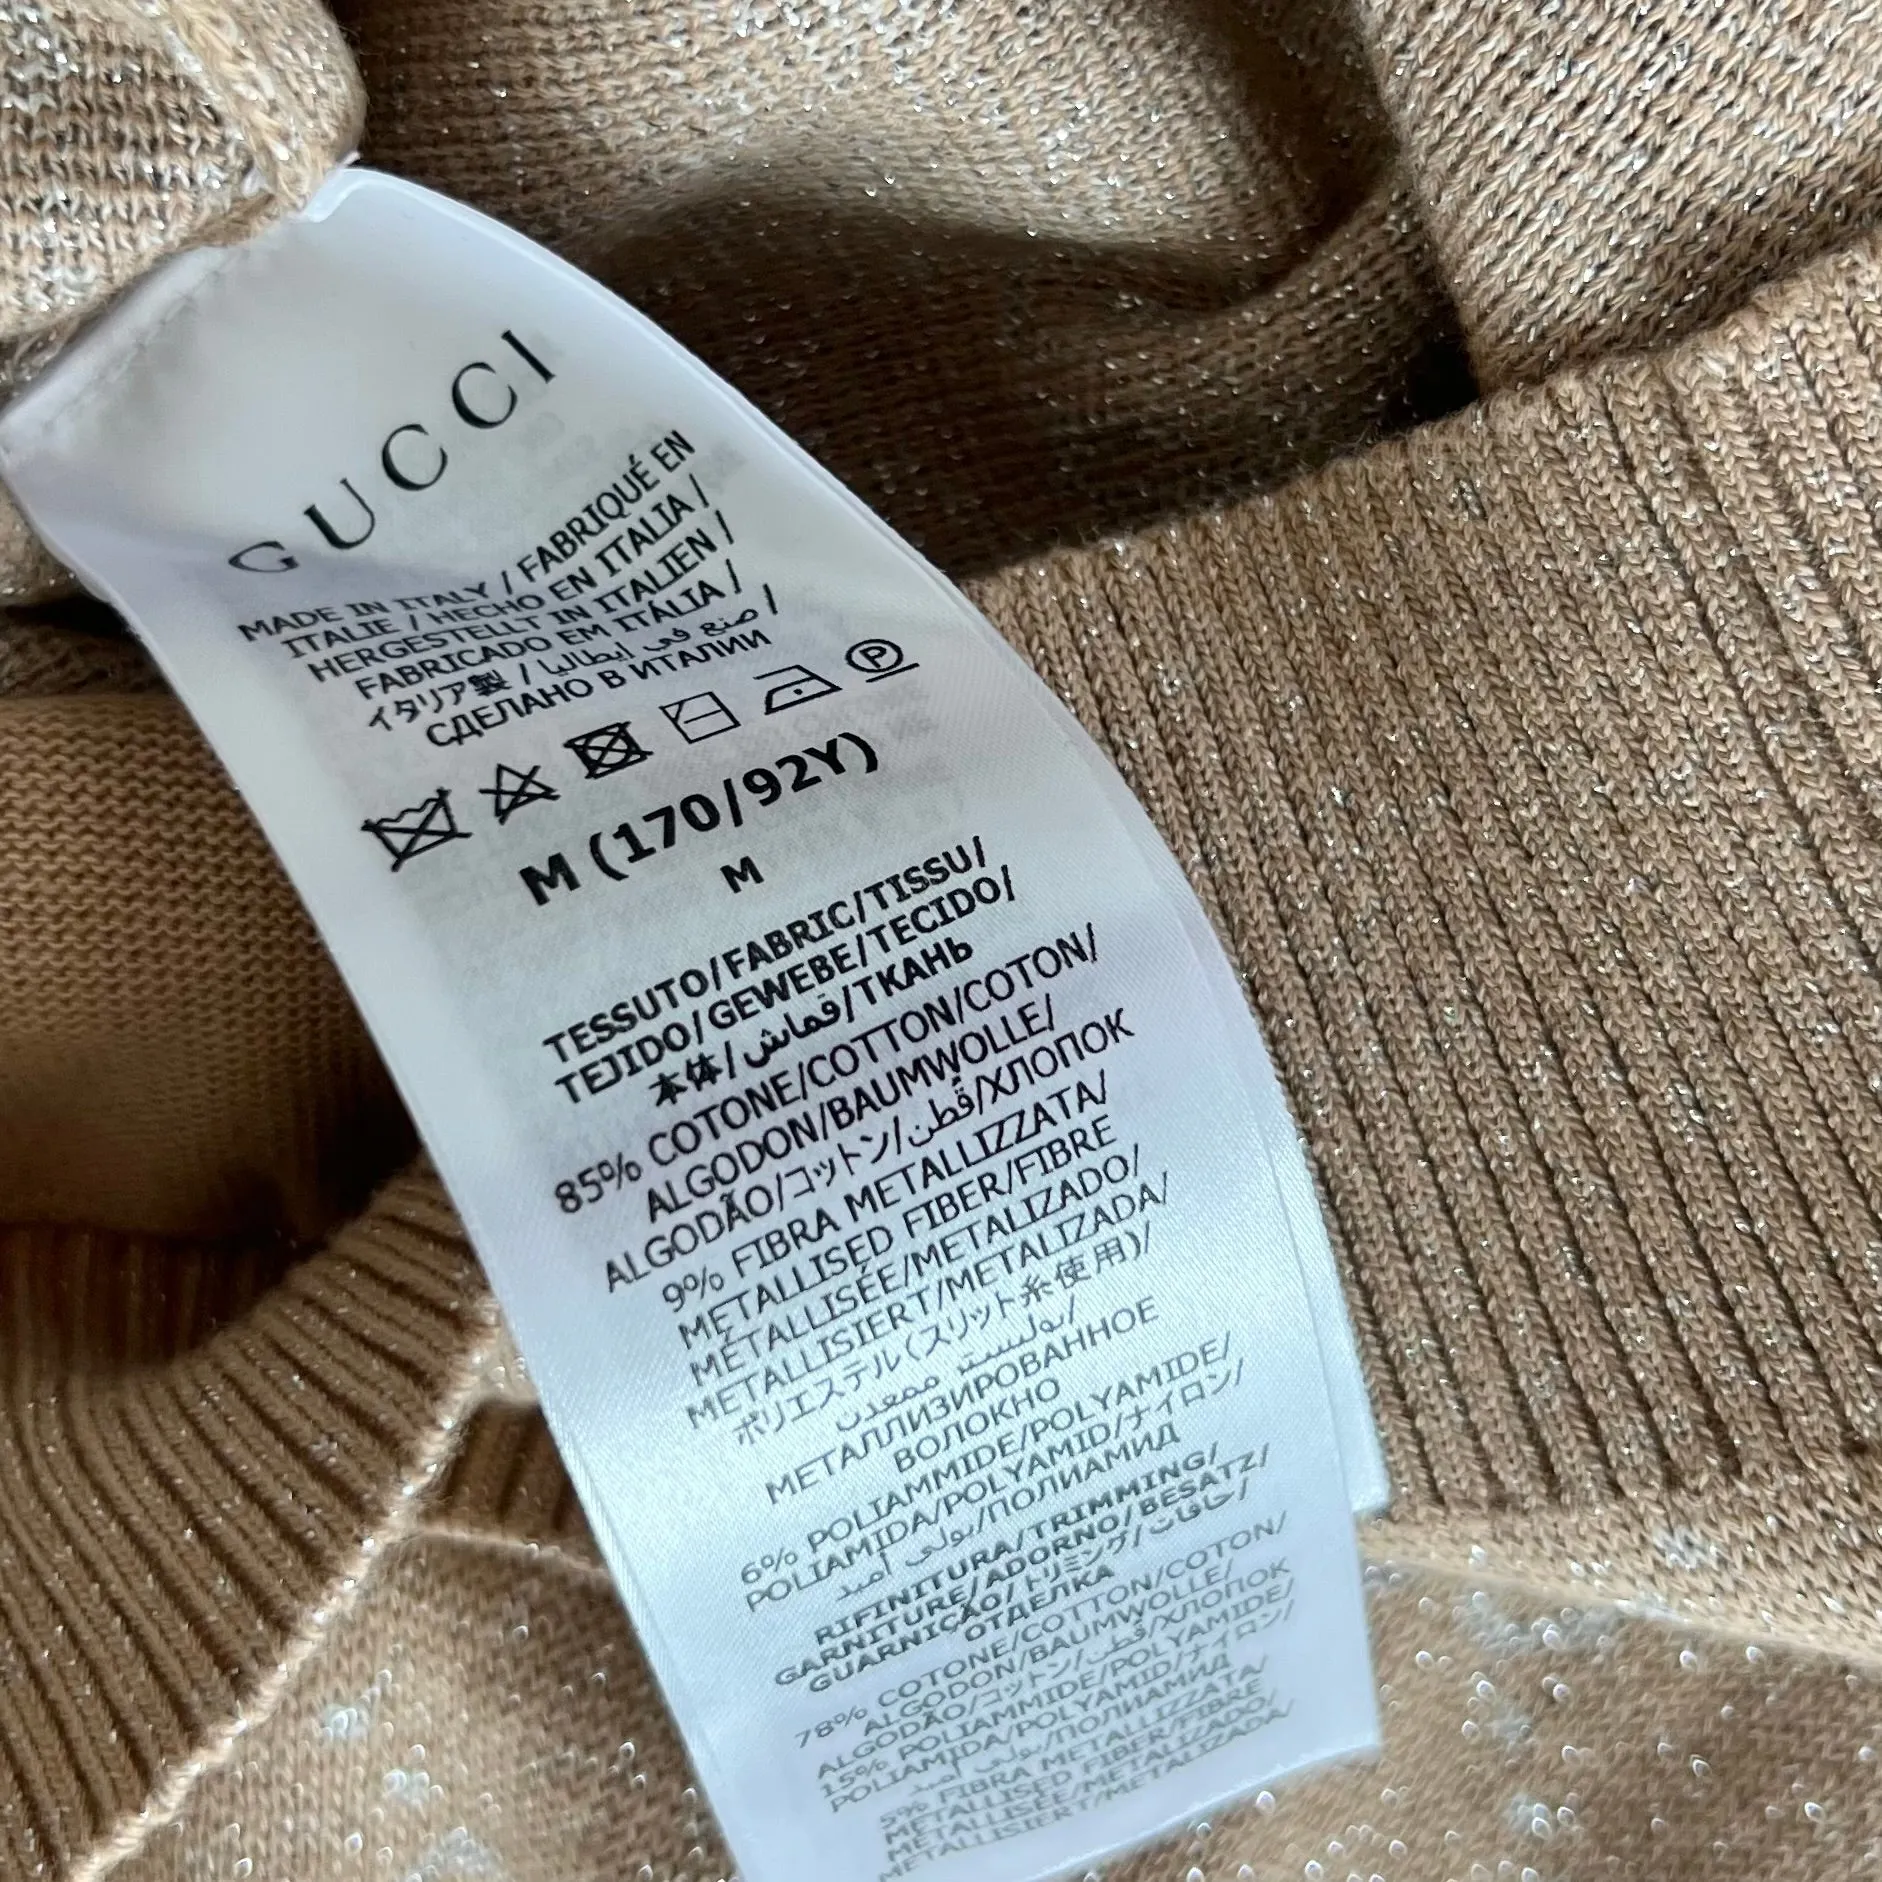 GUCCI
MADE IN ITALY / FABRIQUÉ EN
ITALIE / HECHO EN ITALIA /
HERGESTELLT IN ITALIEN /
FABRICADO EM ITÁLIA /
イタリア製 / صنع في إيطاليا /
СДЕЛАНО В ИТАЛИИ
P
M (170/92Y)
M
TESSUTO/FABRIC/TISSU/
TEJIDO/GEWEBE/TECIDO/
本体/قماش/ТКАНЬ
85% COTONE/COTTON/COTON/
ALGODON/BAUMWOLLE/
ALGODÃO/コットン/قطن/ХЛОПОК
9% FIBRA METALLIZZATA/
METALLISED FIBER/FIBRE
MÉTALLISÉE/METALIZADO/
METALLISIERT/METALIZADA/
ポリエステル(スリット糸使用)/
بوليستر ممعدن/
МЕТАЛЛИЗИРОВАННОЕ
ВОЛОКНО
6% POLIAMMIDE/POLYAMIDE/
POLIAMIDA/POLYAMID/ナイロン/
بولي أميد/ПОЛИАМИД
RIFINITURA/TRIMMING/
GARNITURE/ADORNO/BESATZ/
GUARNIÇÃO/トリミング/حافات/
ОТДЕЛКА
78% COTONE/COTTON/COTON/
ALGODON/BAUMWOLLE/
ALGODÃO/コットン/قطن/ХЛОПОК
15% POLIAMMIDE/POLYAMIDE/
POLIAMIDA/POLYAMID/ナイロン/
بولي أميد/ПОЛИАМИД
5% FIBRA METALLIZZATA/
METALLISED FIBER/FIBRE
MÉTALLISÉE/METALIZADO/
METALLISIERT/METALIZADA/